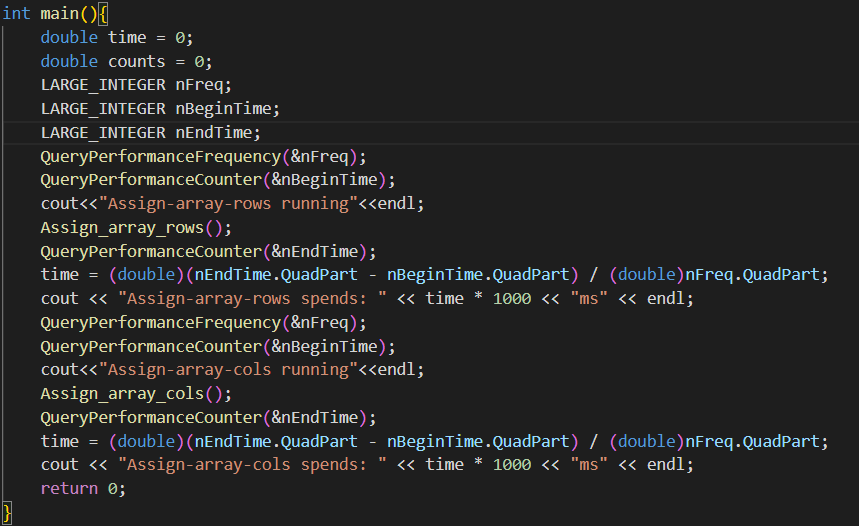 int main(){
    double time = 0;
    double counts = 0;
    LARGE_INTEGER nFreq;
    LARGE_INTEGER nBeginTime;
    LARGE_INTEGER nEndTime;
    QueryPerformanceFrequency(&nFreq);
    QueryPerformanceCounter(&nBeginTime);
    cout<<"Assign-array-rows running"<<endl;
    Assign_array_rows();
    QueryPerformanceCounter(&nEndTime);
    time = (double)(nEndTime.QuadPart - nBeginTime.QuadPart) / (double)nFreq.QuadPart;
    cout << "Assign-array-rows spends: " << time * 1000 << "ms" << endl;
    QueryPerformanceFrequency(&nFreq);
    QueryPerformanceCounter(&nBeginTime);
    cout<<"Assign-array-cols running"<<endl;
    Assign_array_cols();
    QueryPerformanceCounter(&nEndTime);
    time = (double)(nEndTime.QuadPart - nBeginTime.QuadPart) / (double)nFreq.QuadPart;
    cout << "Assign-array-cols spends: " << time * 1000 << "ms" << endl;
    return 0;
}